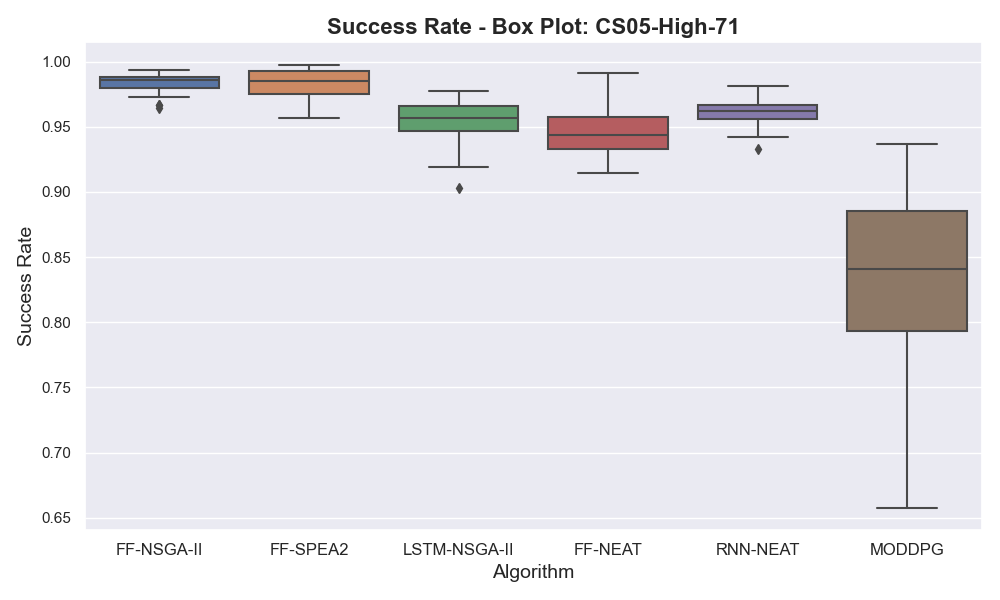 Success Rate - Box Plot: CS05-High-71
Success Rate
1.00
0.95
0.90
0.85
0.80
0.75
0.70
0.65
FF-NSGA-II FF-SPEA2 LSTM-NSGA-II FF-NEAT RNN-NEAT MODDPG
Algorithm